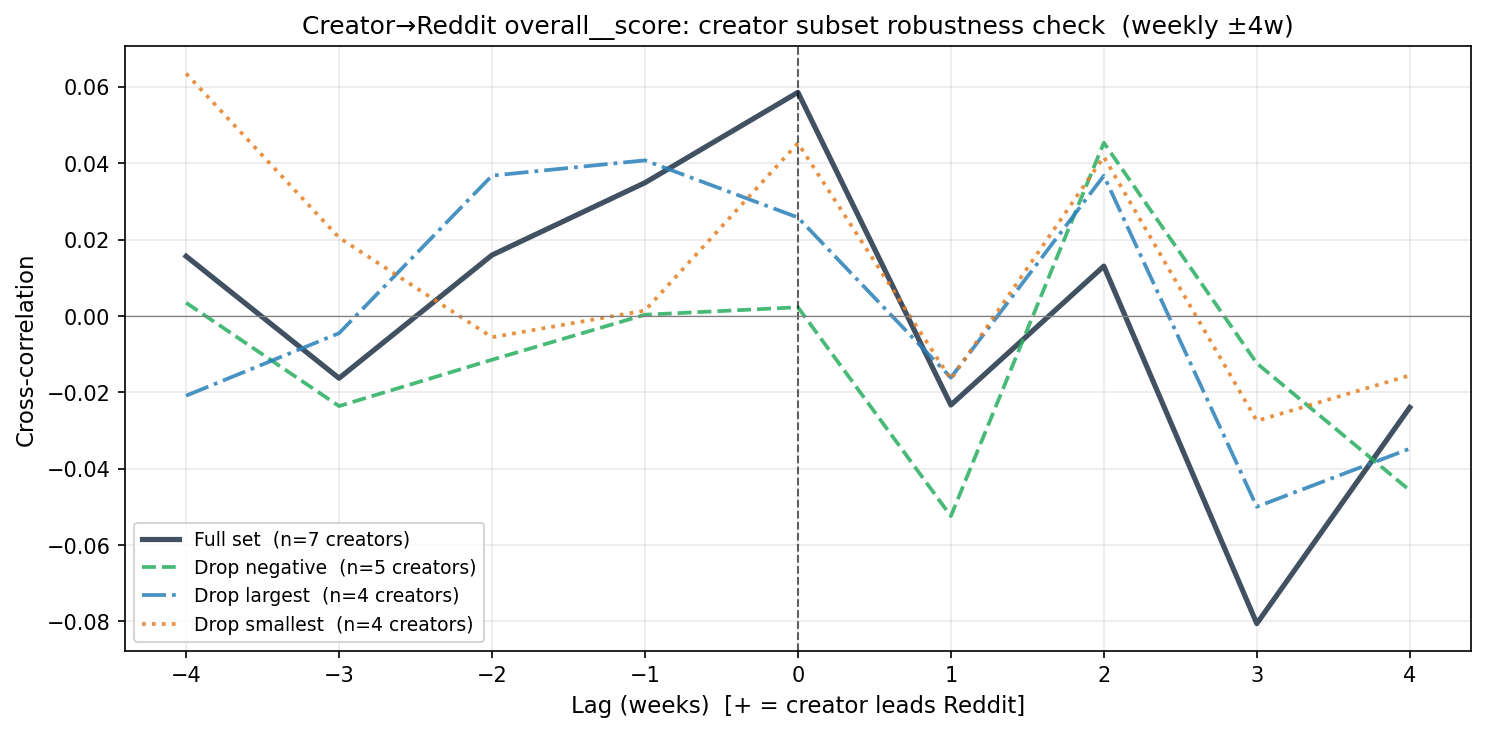 Creator→Reddit overall__score: creator subset robustness check  (weekly ±4w)
Cross-correlation
0.06
0.04
0.02
0.00
−0.02
−0.04
−0.06
−0.08
Full set  (n=7 creators)
Drop negative  (n=5 creators)
Drop largest  (n=4 creators)
Drop smallest  (n=4 creators)
−4
−3
−2
−1
0
1
2
3
4
Lag (weeks)  [+ = creator leads Reddit]